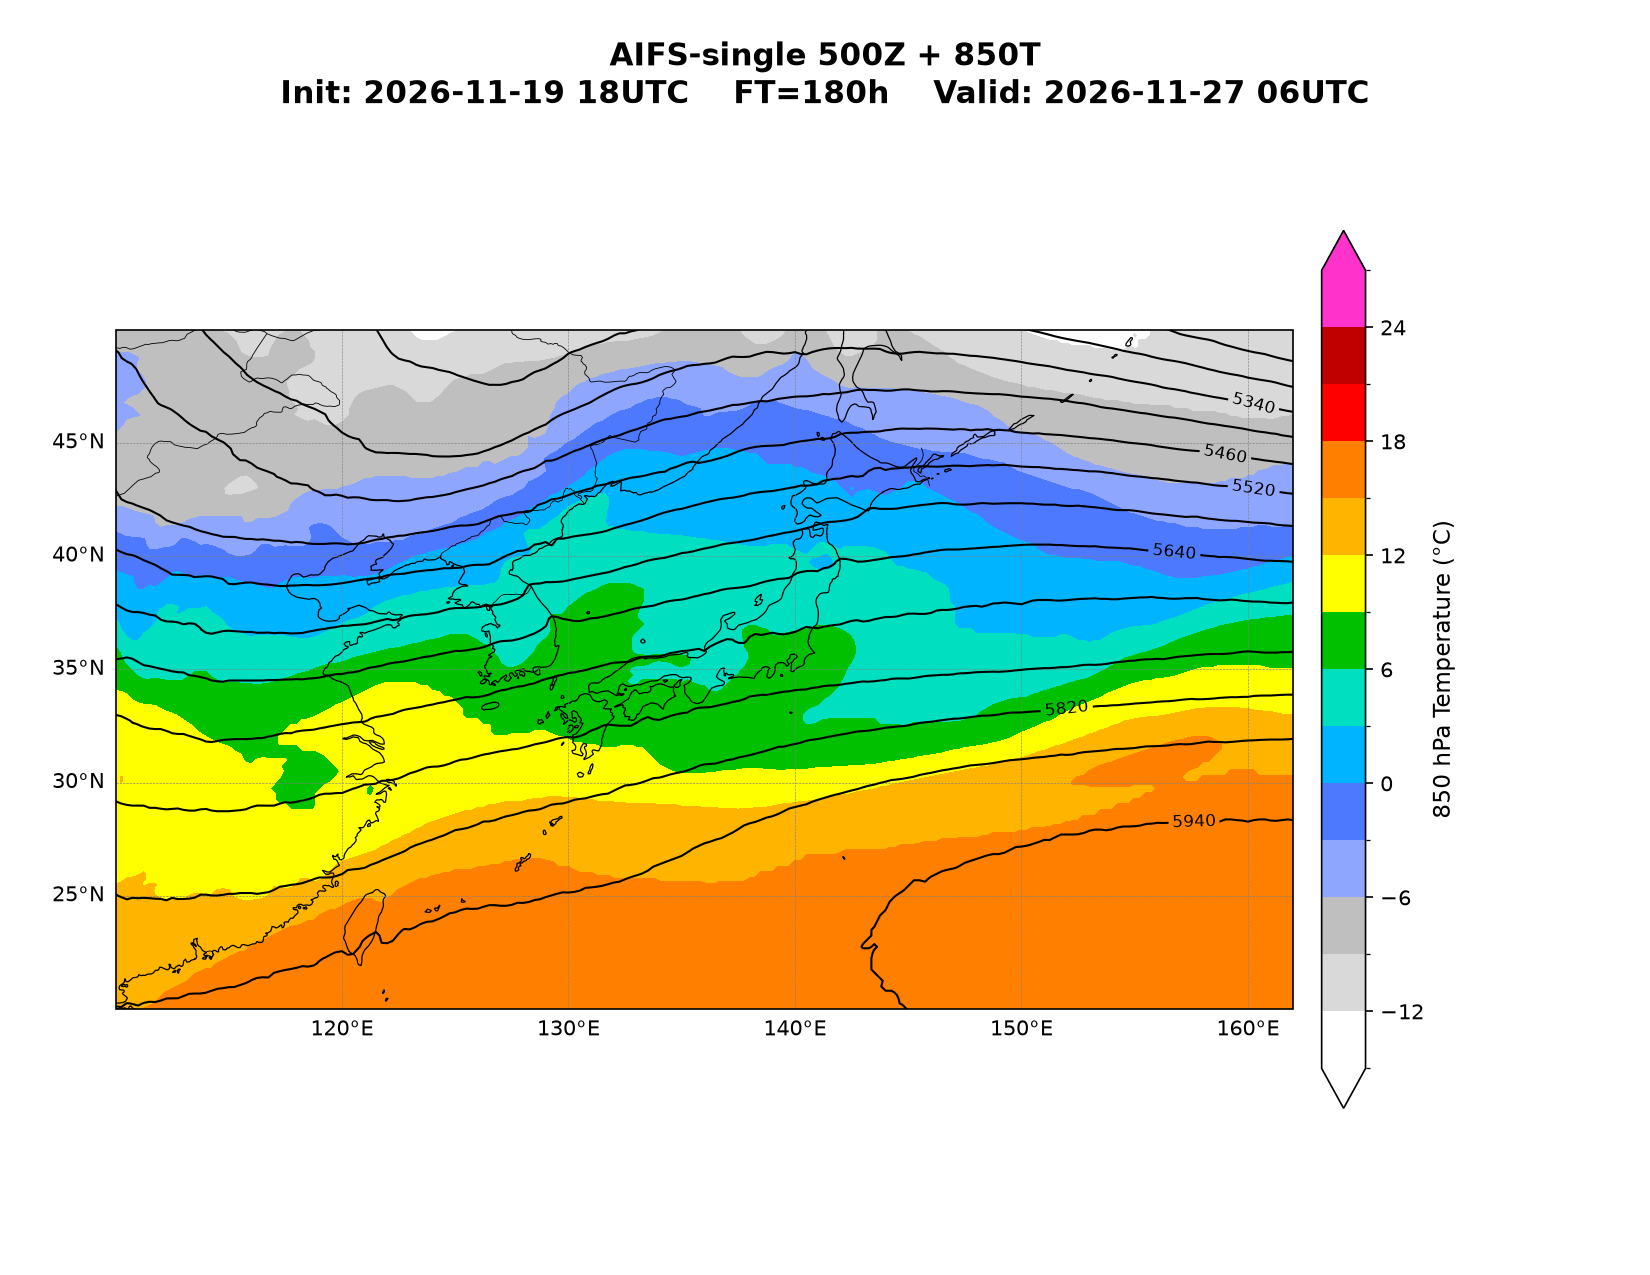 AIFS-single 500Z + 850T
Init: 2026-11-19 18UTC    FT=180h    Valid: 2026-11-27 06UTC
24
18
12
6
0
−6
−12
850 hPa Temperature (°C)
45°N
40°N
35°N
30°N
25°N
5340
5460
5520
5640
5820
5940
120°E
130°E
140°E
150°E
160°E